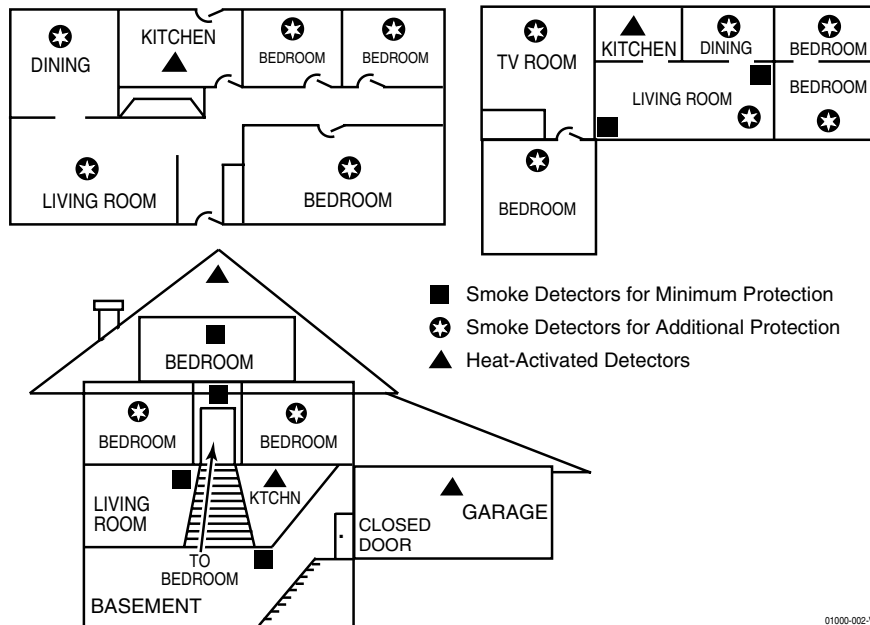 DINING
KITCHEN
BEDROOM
BEDROOM
LIVING ROOM
BEDROOM
TV ROOM
KITCHEN
DINING
BEDROOM
LIVING ROOM
BEDROOM
BEDROOM
Smoke Detectors for Minimum Protection
Smoke Detectors for Additional Protection
Heat-Activated Detectors
BEDROOM
BEDROOM
BEDROOM
LIVING
ROOM
KTCHN
CLOSED
DOOR
GARAGE
TO
BEDROOM
BASEMENT